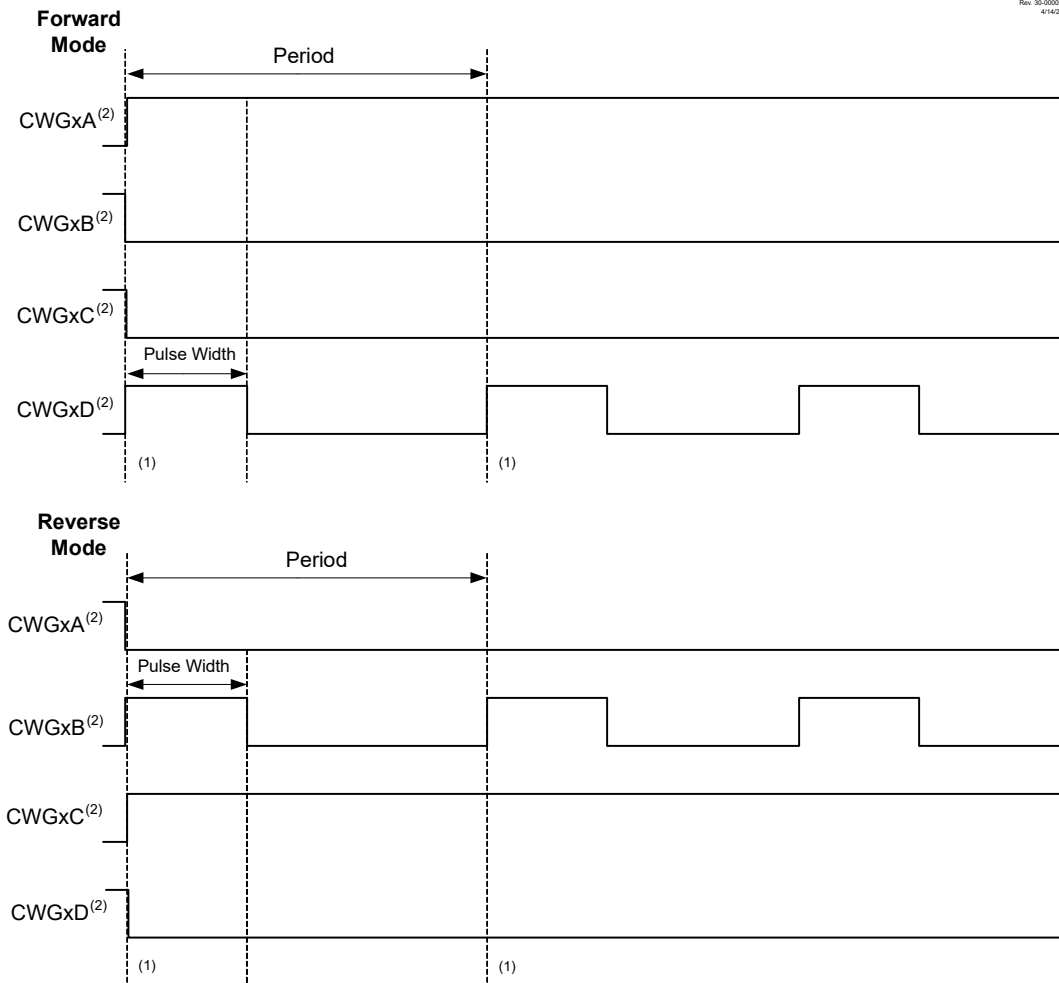 Rev. 30-0000
4/14/2
Forward
Mode
Period
CWGxA(2)
CWGxB(2)
CWGxC(2)
Pulse Width
CWGxD(2)
(1)
(1)
Reverse
Mode
Period
CWGxA(2)
Pulse Width
CWGxB(2)
CWGxC(2)
CWGxD(2)
(1)
(1)